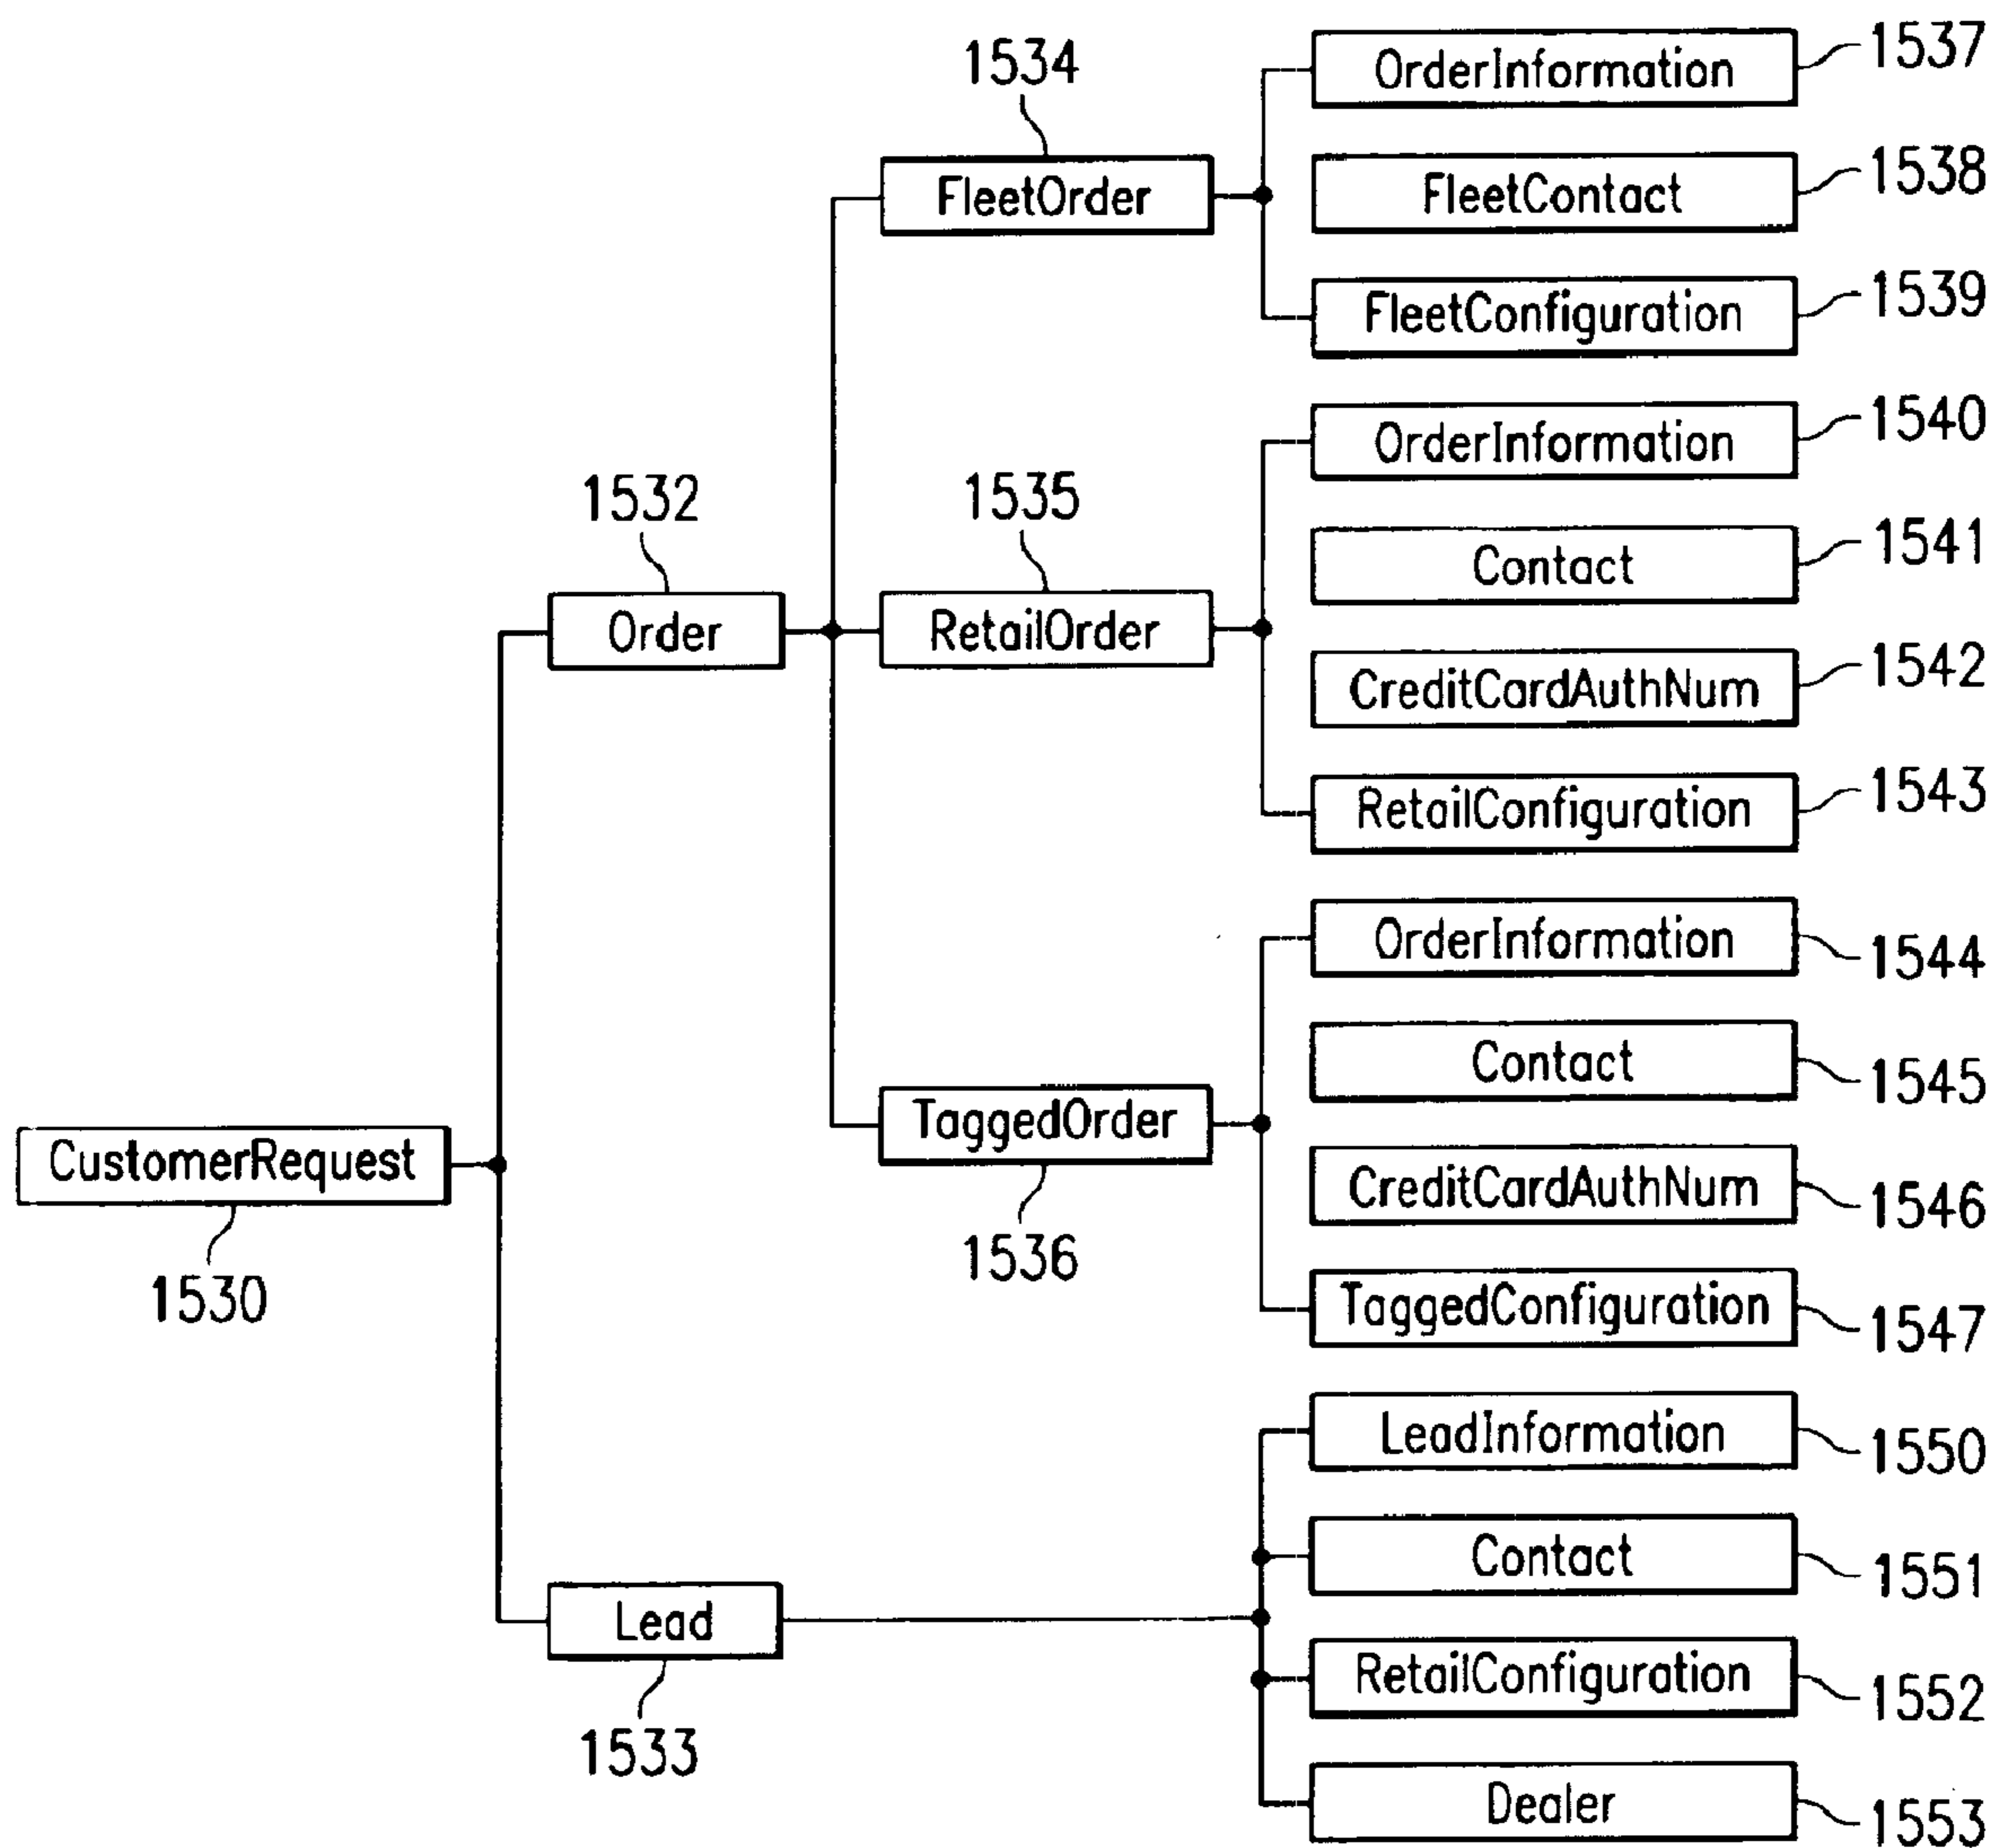 1537
OrderInformation
1534
1538
FleetContact
FleetOrder
1539
FleetConfiguration
1540
OrderInformation
1532
1535
1541
Contact
Order
RetailOrder
1542
CreditCardAuthNum
1543
RetailConfiguration
OrderInformation
1544
Contact
1545
TaggedOrder
CustomerRequest
CreditCardAuthNum
1546
1536
1530
TaggedConfiguration
1547
LeadInformation
1550
Contact
1551
Lead
RetailConfiguration
1552
1533
Dealer
1553